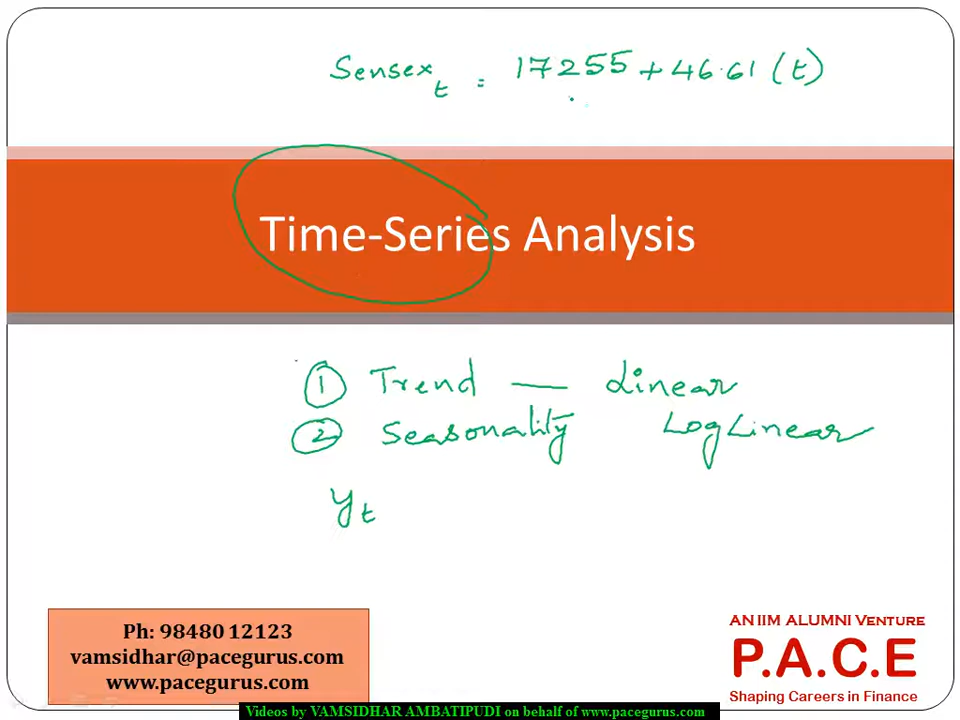 Sensex t = 17255 + 46.61 (t)
Time-Series Analysis
① Trend — Linear
② Seasonality LogLinear
yt
Ph: 98480 12123
vamsidhar@pacegurus.com
www.pacegurus.com
AN IIM ALUMNI VENTURE
P.A.C.E
Shaping Careers in Finance
Videos by VAMSIDHAR AMBATIPUDI on behalf of www.pacegurus.com